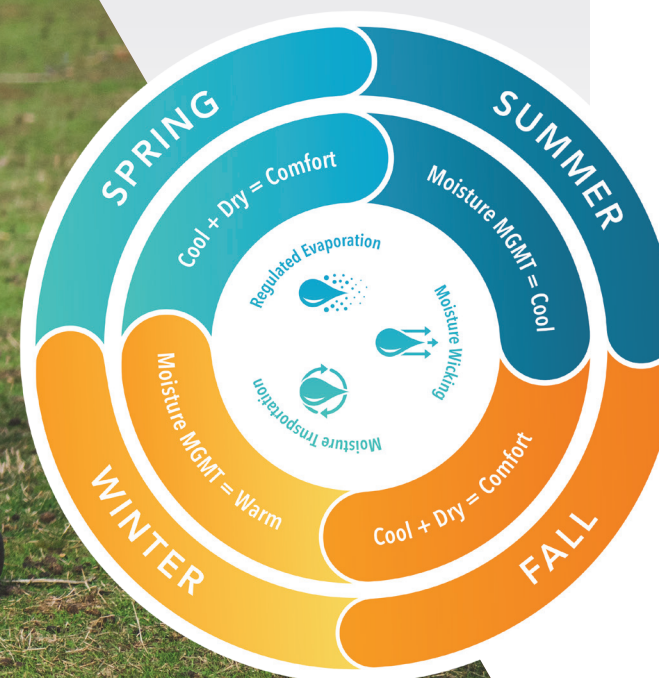 SPRING
SUMMER
FALL
WINTER
Cool + Dry = Comfort
Moisture MGMT = Cool
Cool + Dry = Comfort
Moisture MGMT = Warm
Regulated Evaporation
Moisture Wicking
Moisture Trnsportation